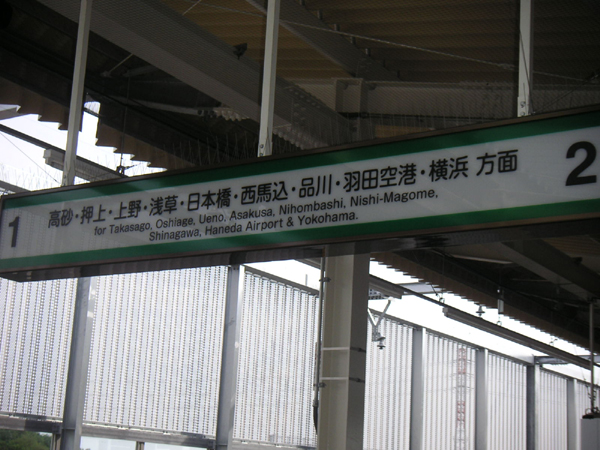 1
高砂・押上・上野・浅草・日本橋・西馬込・品川・羽田空港・横浜 方面
for Takasago, Oshiage, Ueno, Asakusa, Nihombashi, Nishi-Magome,
Shinagawa, Haneda Airport & Yokohama.
2